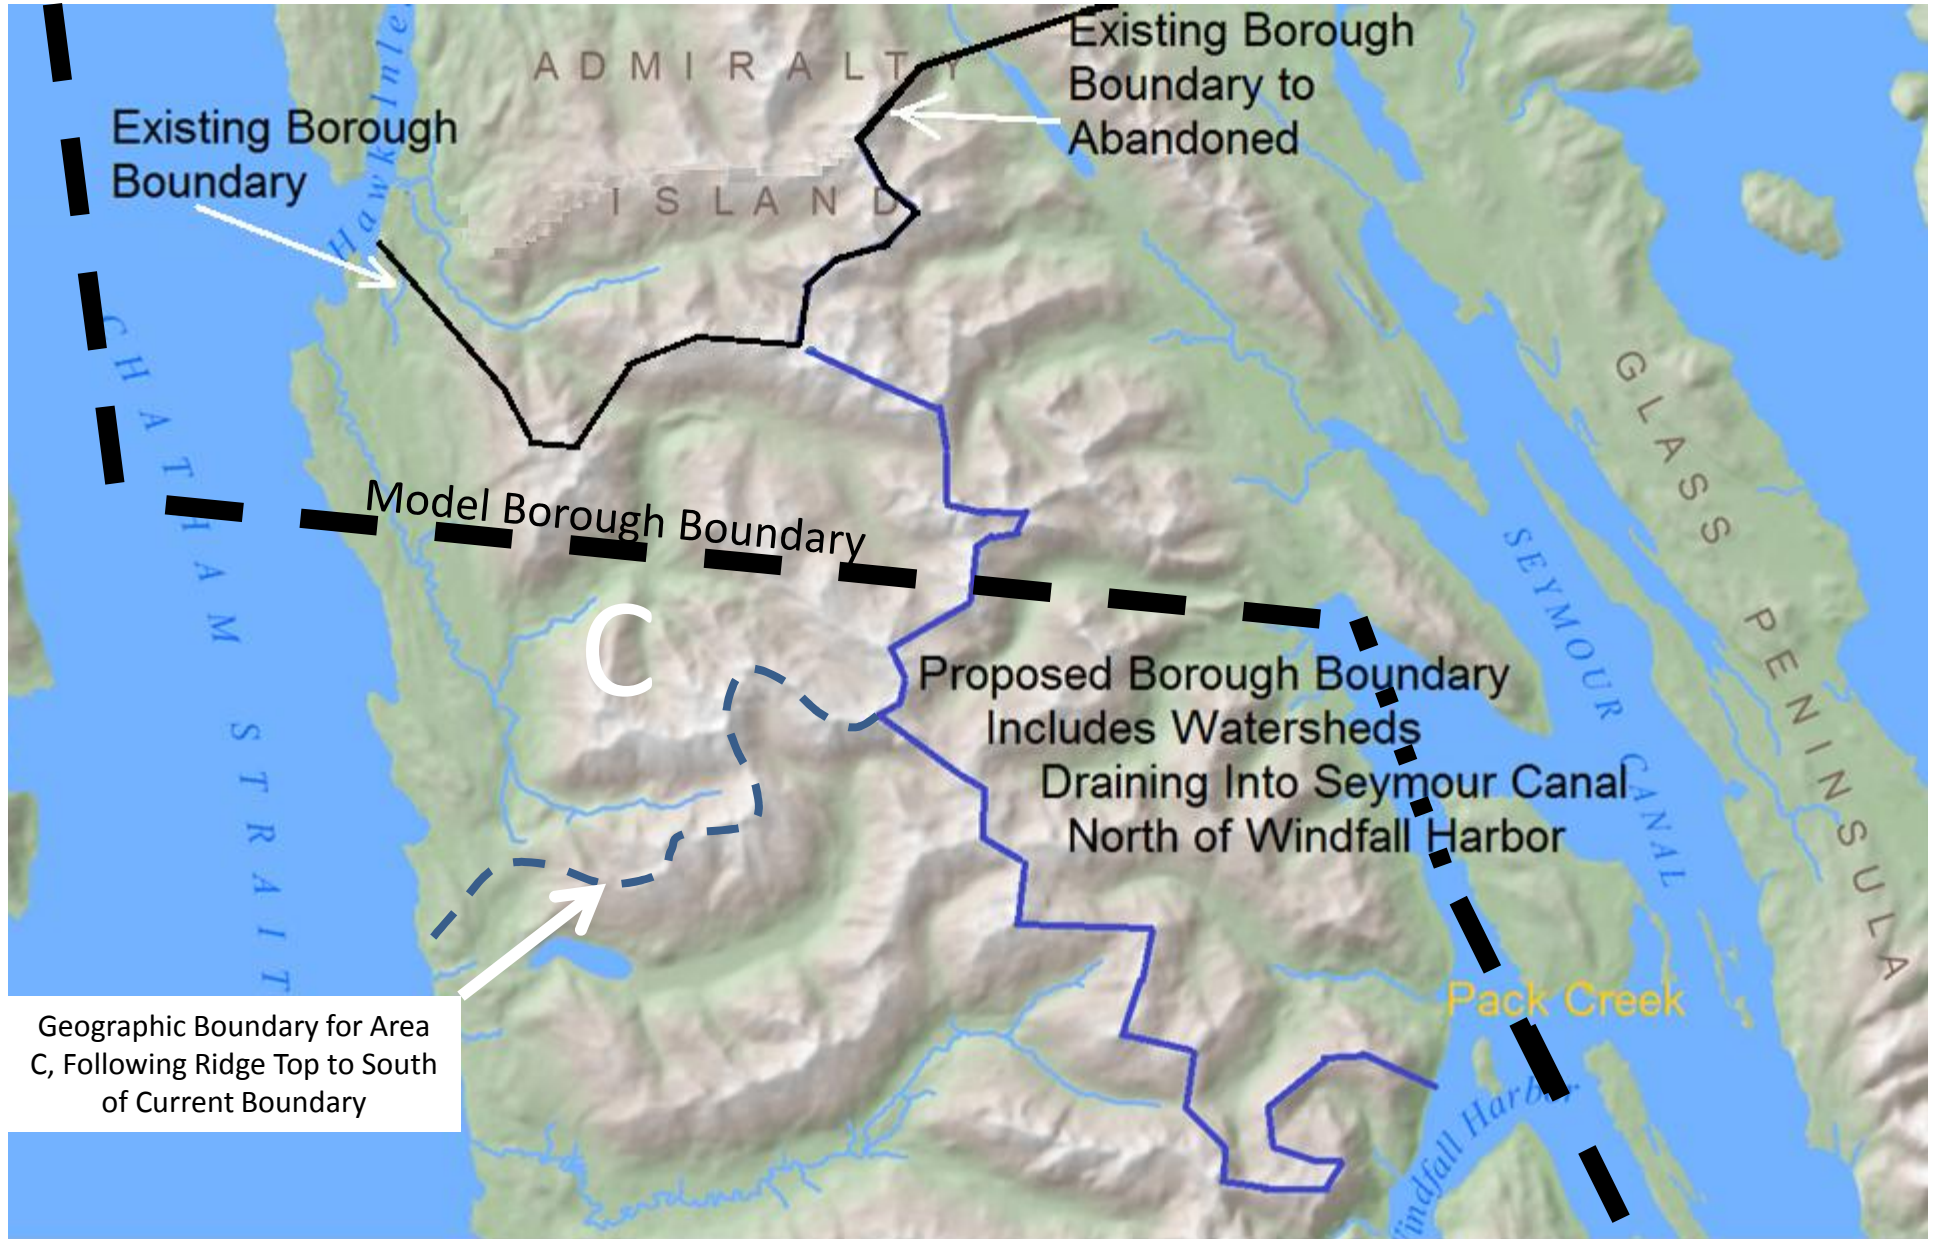 Existing Borough
Boundary to
Abandoned
ADMIRALTY
ISLAND
Existing Borough
Boundary
Hawk Inle
CHATHAM STRAIT
Model Borough Boundary
C
GLASS PENINSULA
SEYMOUR CANAL
Proposed Borough Boundary
Includes Watersheds
Draining Into Seymour Canal
North of Windfall Harbor
Pack Creek
indfall Harbor
Geographic Boundary for Area
C, Following Ridge Top to South
of Current Boundary